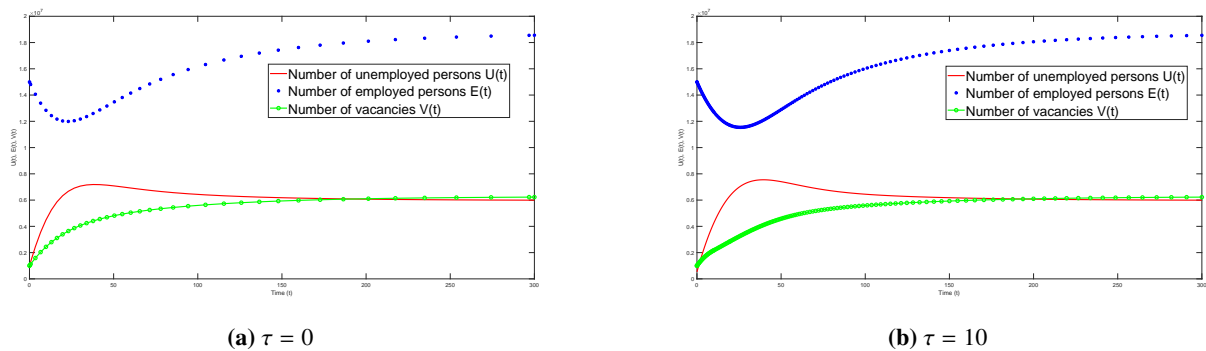 ×10⁷
2
1.8
1.6
1.4
1.2
1
0.8
0.6
0.4
0.2
0
U(t), E(t), V(t)
Number of unemployed persons U(t)
Number of employed persons E(t)
Number of vacancies V(t)
0 50 100 150 200 250 300
Time (t)
(a) τ = 0
×10⁷
2
1.8
1.6
1.4
1.2
1
0.8
0.6
0.4
0.2
0
U(t), E(t), V(t)
Number of unemployed persons U(t)
Number of employed persons E(t)
Number of vacancies V(t)
0 50 100 150 200 250 300
Time (t)
(b) τ = 10